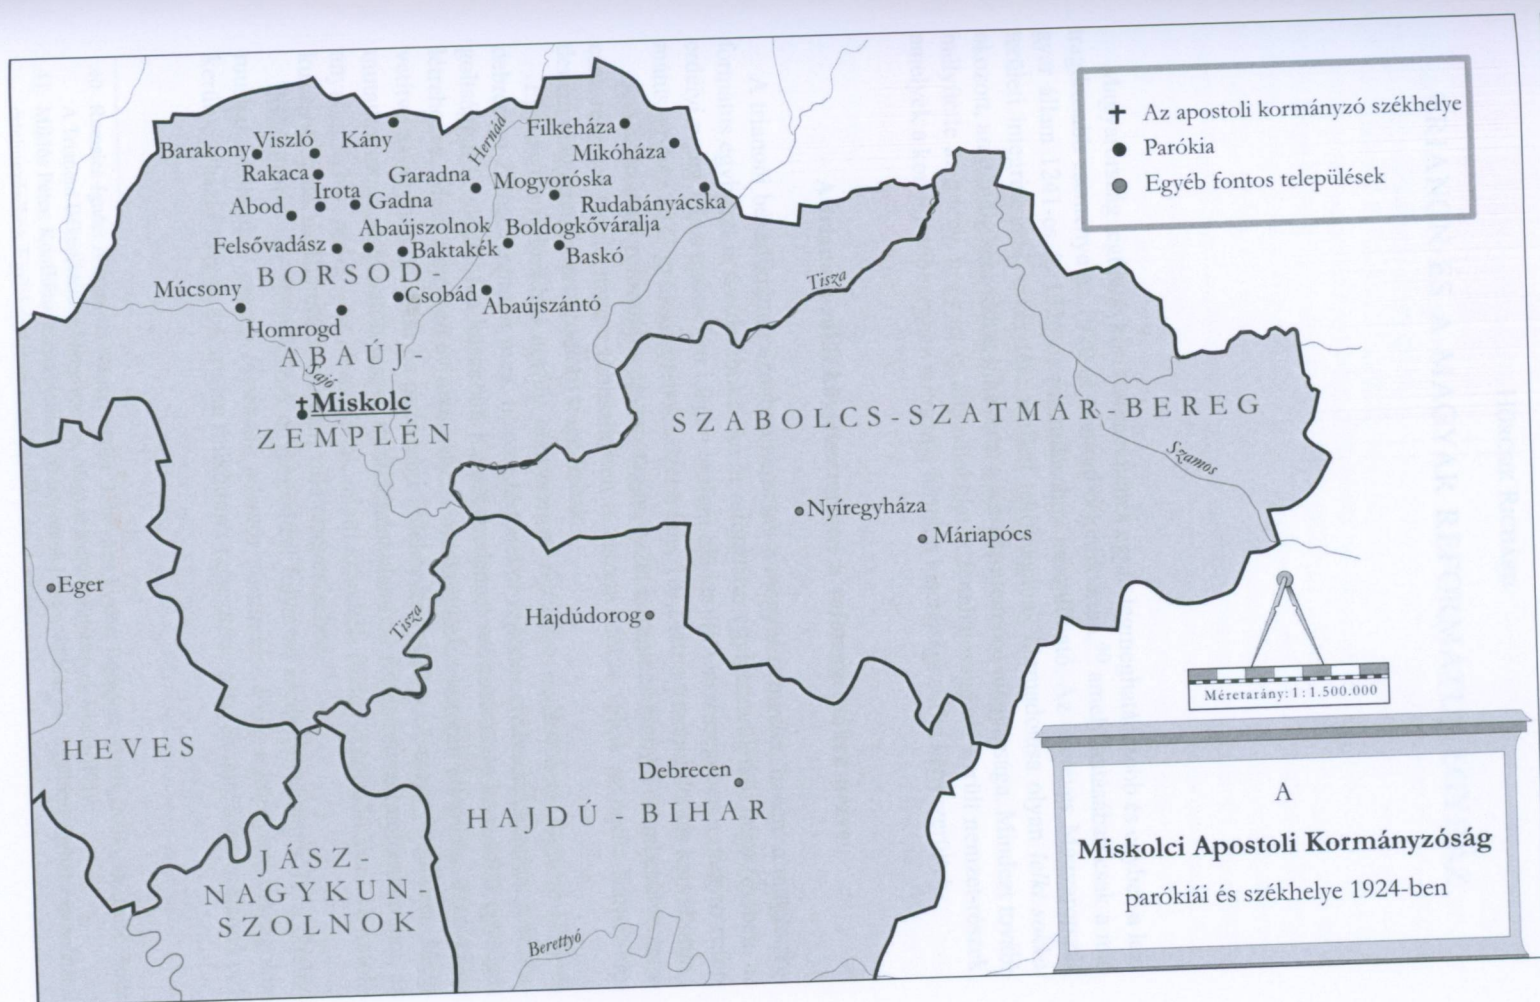 Az apostoli kormányzó székhelye
Parókia
Egyéb fontos települések
Barakony
Viszló
Kány
Hernád
Filkeháza
Mikóháza
Rakaca
Irota
Garadna
Mogyoróska
Rudabányácska
Abod
Gadna
Felsővadász
Abaújszolnok
Baktakék
Boldogkőváralja
Baskó
BORSOD-
Múcsony
Homrogd
Csobád
Abaújszántó
ABAÚJ-
Sajó
Miskolc
ZEMPLÉN
Tisza
SZABOLCS-SZATMÁR-BEREG
Szamos
Nyíregyháza
Máriapócs
Eger
Tisza
Hajdúdorog
HEVES
Debrecen
HAJDÚ - BIHAR
JÁSZ-
NAGYKUN-
SZOLNOK
Berettyó
Méretarány: 1 : 1.500.000
A
Miskolci Apostoli Kormányzóság
parókiái és székhelye 1924-ben